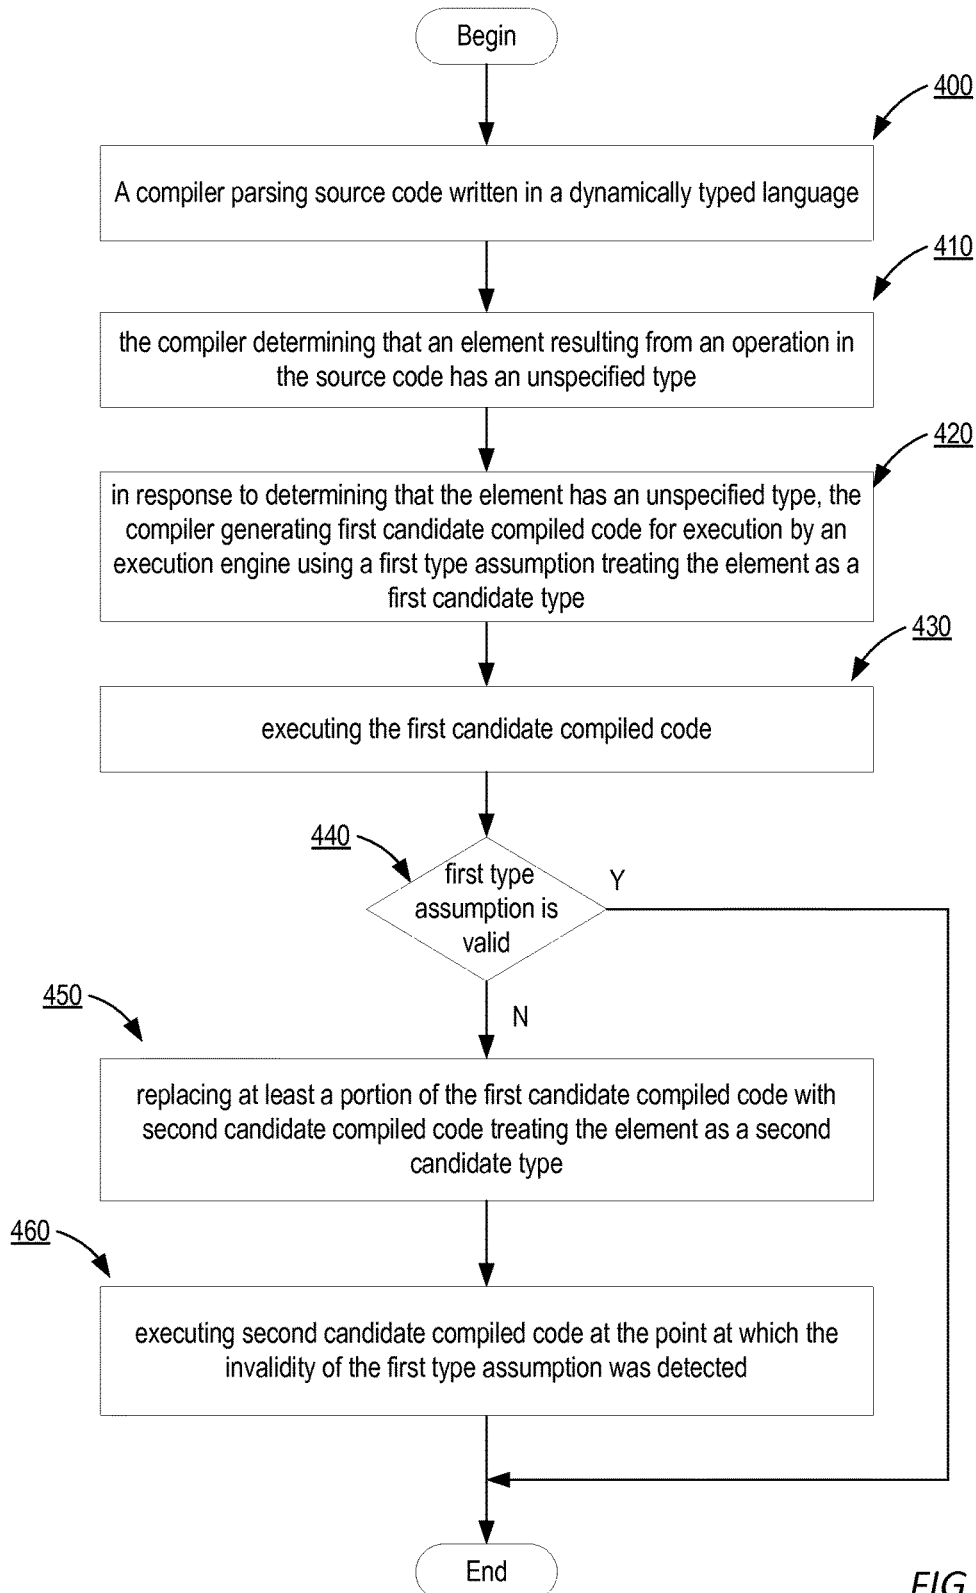 Begin
400
A compiler parsing source code written in a dynamically typed language
410
the compiler determining that an element resulting from an operation in
the source code has an unspecified type
420
in response to determining that the element has an unspecified type, the
compiler generating first candidate compiled code for execution by an
execution engine using a first type assumption treating the element as a
first candidate type
430
executing the first candidate compiled code
440
first type
assumption is
valid
Y
N
450
replacing at least a portion of the first candidate compiled code with
second candidate compiled code treating the element as a second
candidate type
460
executing second candidate compiled code at the point at which the
invalidity of the first type assumption was detected
End
FIG